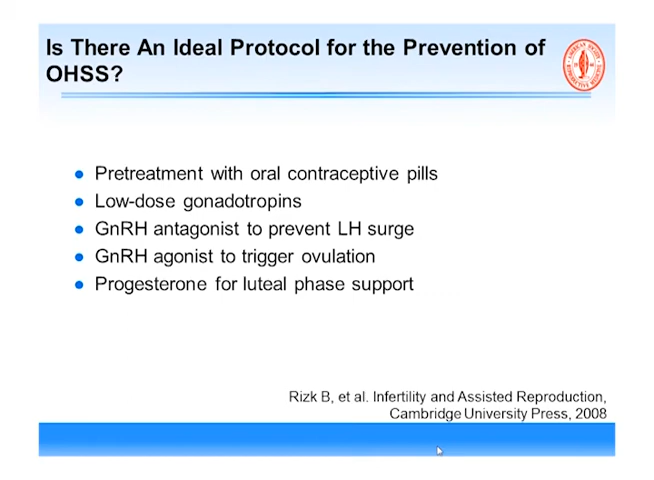 Is There An Ideal Protocol for the Prevention of
OHSS?
Pretreatment with oral contraceptive pills
Low-dose gonadotropins
GnRH antagonist to prevent LH surge
GnRH agonist to trigger ovulation
Progesterone for luteal phase support
Rizk B, et al. Infertility and Assisted Reproduction,
Cambridge University Press, 2008